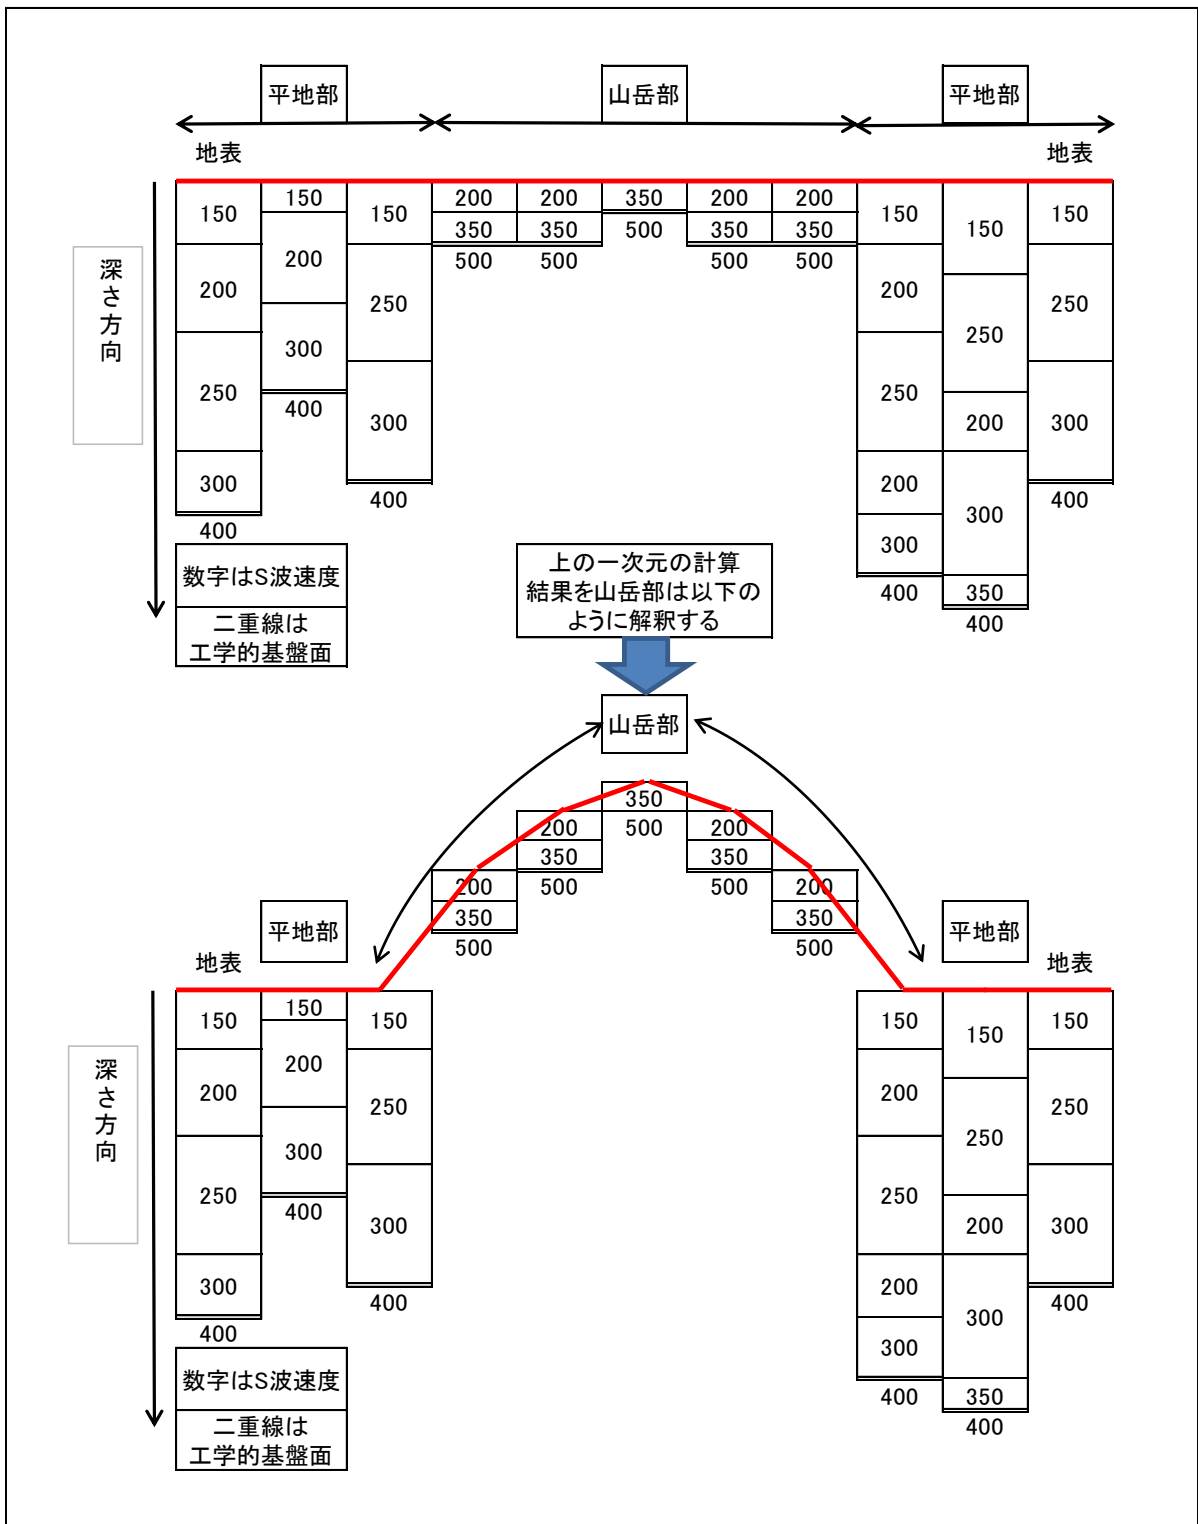 平地部 山岳部 平地部
地表 地表
150 150 150 200 200 350 200 200 150 150 150
350 350 500 350 350
500 500 500 500
深さ方向
200 200 250 200 250 250
250 300 300 250 200 300
400
300 400 200 300 400
400 300
400 350
400
数字はS波速度
二重線は
工学的基盤面
上の一次元の計算
結果を山岳部は以下の
ように解釈する
山岳部
350
200 500 200
350 350
500 500
200 200
350 350
500 500
平地部 平地部
地表 地表
150 150 150 150 150 150
深さ方向
200 200 250 200 250 250
250 300 300 250 200 300
400
300 400 200 300 400
400 300
400 350
400
数字はS波速度
二重線は
工学的基盤面